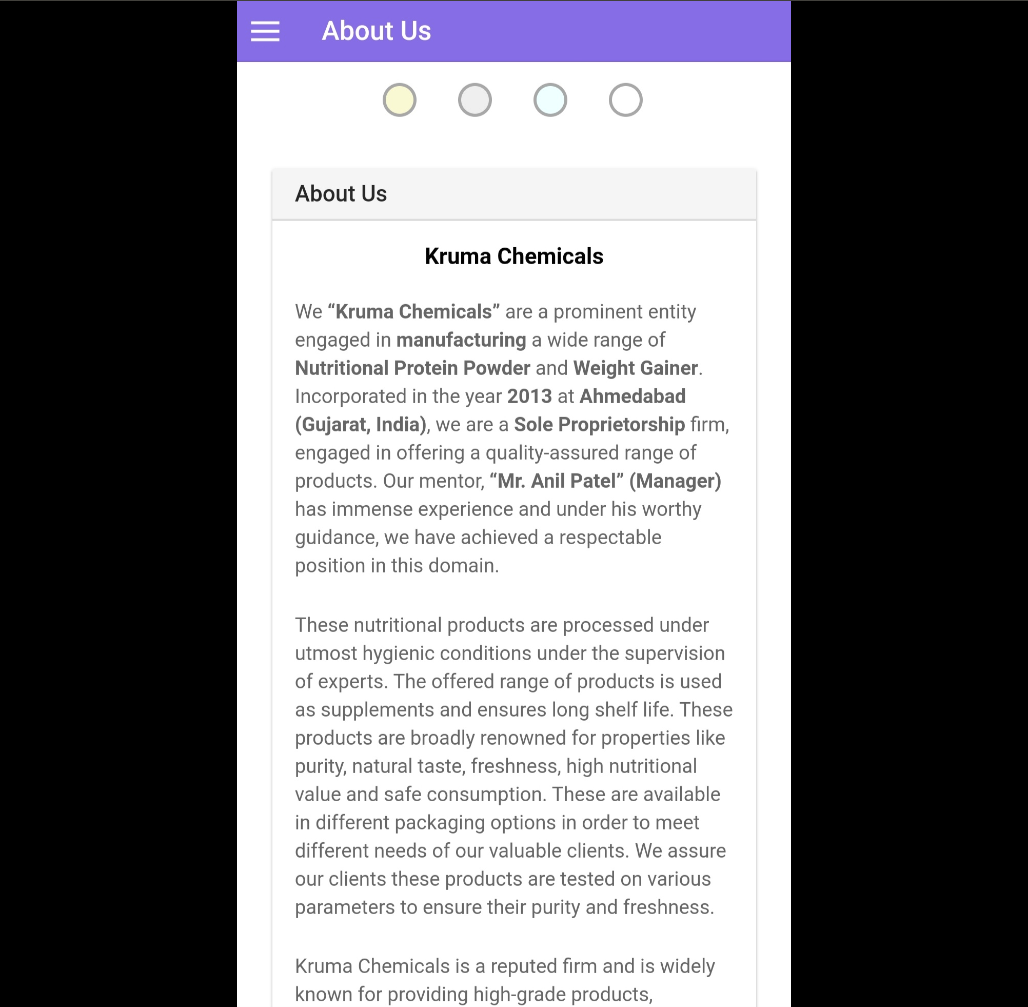 About Us
About Us
Kruma Chemicals
We “Kruma Chemicals” are a prominent entity
engaged in manufacturing a wide range of
Nutritional Protein Powder and Weight Gainer.
Incorporated in the year 2013 at Ahmedabad
(Gujarat, India), we are a Sole Proprietorship firm,
engaged in offering a quality-assured range of
products. Our mentor, “Mr. Anil Patel” (Manager)
has immense experience and under his worthy
guidance, we have achieved a respectable
position in this domain.
These nutritional products are processed under
utmost hygienic conditions under the supervision
of experts. The offered range of products is used
as supplements and ensures long shelf life. These
products are broadly renowned for properties like
purity, natural taste, freshness, high nutritional
value and safe consumption. These are available
in different packaging options in order to meet
different needs of our valuable clients. We assure
our clients these products are tested on various
parameters to ensure their purity and freshness.
Kruma Chemicals is a reputed firm and is widely
known for providing high-grade products,